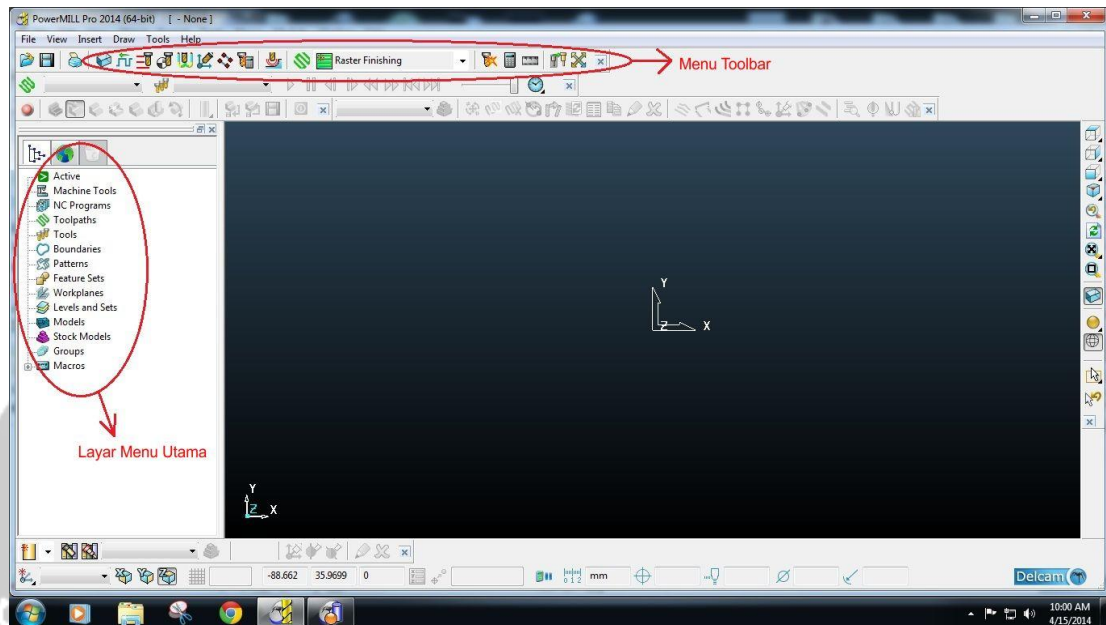 PowerMILL Pro 2014 (64-bit) [ - None ]
File View Insert Draw Tools Help
Raster Finishing
Menu Toolbar
Active
Machine Tools
NC Programs
Toolpaths
Tools
Boundaries
Patterns
Feature Sets
Workplanes
Levels and Sets
Models
Stock Models
Groups
Macros
Y
Z X
Layar Menu Utama
Y
Z X
-88.662 35.9699 0 mm
Delcam
10:00 AM
4/15/2014